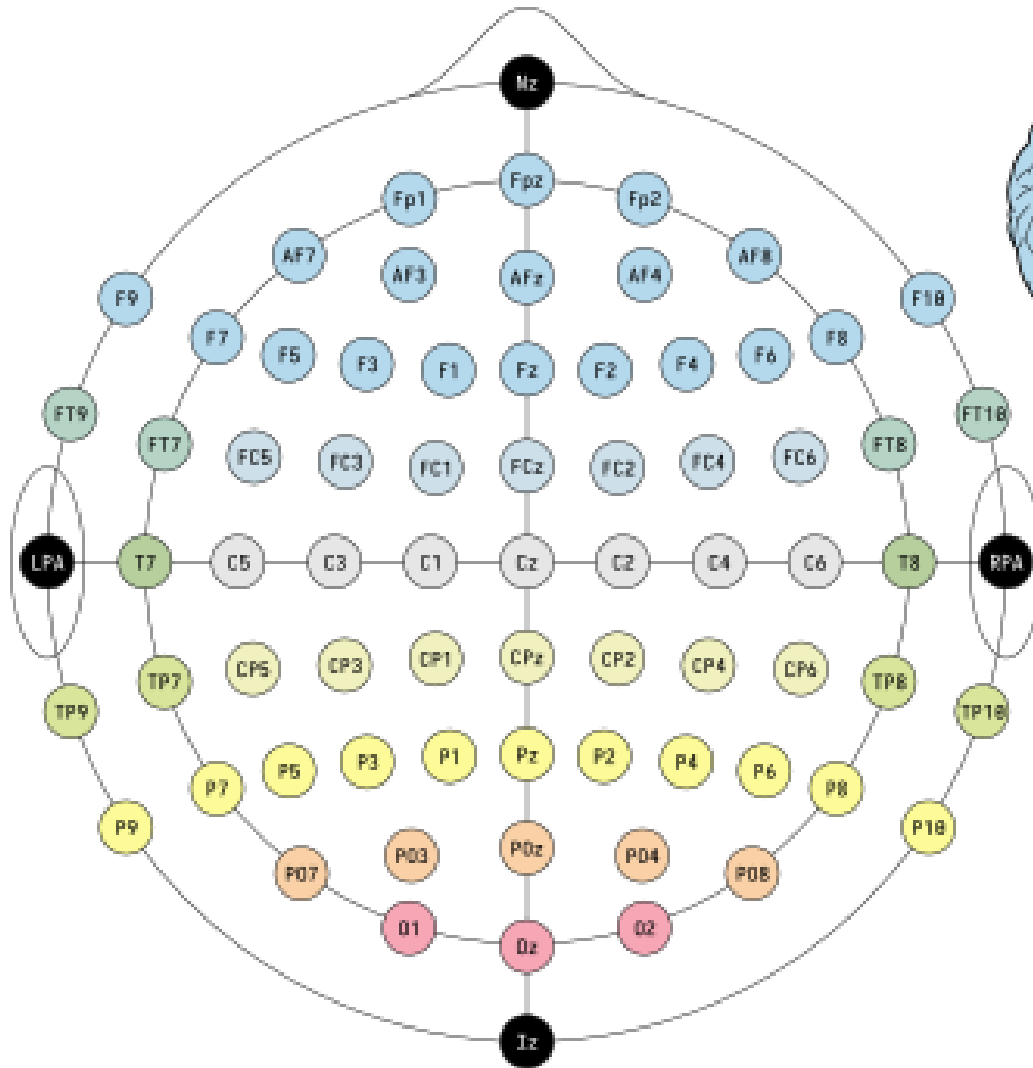 Nz
Fp1 Fpz Fp2
AF7 AF3 AFz AF4 AF8
F9 F7 F5 F3 F1 Fz F2 F4 F6 F8 F10
FT9 FT7 FC5 FC3 FC1 FCz FC2 FC4 FC6 FT8 FT10
LPA T7 C5 C3 C1 Cz C2 C4 C6 T8 RPA
TP9 TP7 CP5 CP3 CP1 CPz CP2 CP4 CP6 TP8 TP10
P9 P7 P5 P3 P1 Pz P2 P4 P6 P8 P10
PO7 PO3 POz PO4 PO8
O1 Oz O2
Iz